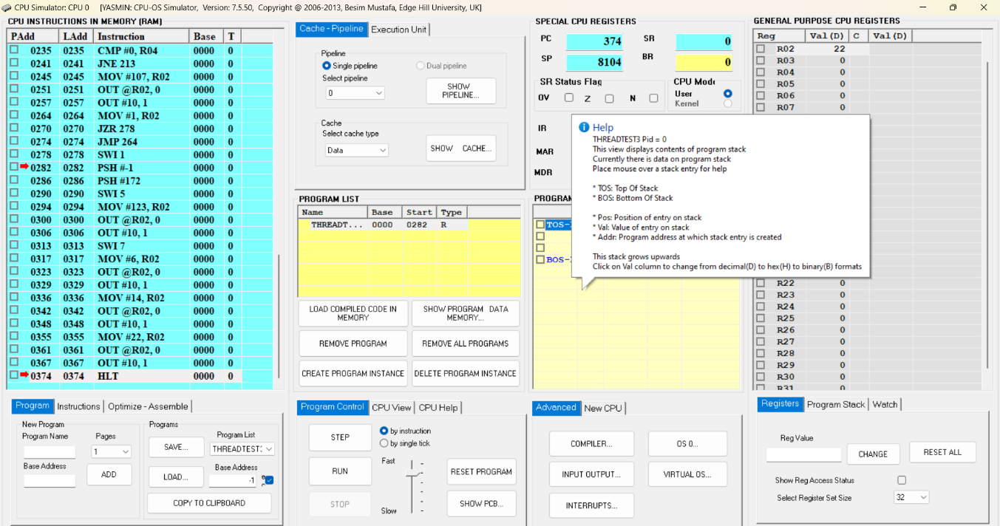 CPU Simulator: CPU 0 [YASMIN: CPU-OS Simulator, Version: 7.5.50, Copyright @ 2006-2013, Besim Mustafa, Edge Hill University, UK]
CPU INSTRUCTIONS IN MEMORY (RAM)
PAdd LAdd Instruction Base T
0235 0235 CMP #0, R04 0000 0
0241 0241 JNE 213 0000 0
0245 0245 MOV #107, R02 0000 0
0251 0251 OUT @R02, 0 0000 0
0257 0257 OUT #10, 1 0000 0
0264 0264 MOV #1, R02 0000 0
0270 0270 JZR 278 0000 0
0274 0274 JMP 264 0000 0
0278 0278 SWI 1 0000 0
0282 0282 PSH #-1 0000 0
0286 0286 PSH #172 0000 0
0290 0290 SWI 5 0000 0
0294 0294 MOV #123, R02 0000 0
0300 0300 OUT @R02, 0 0000 0
0306 0306 OUT #10, 1 0000 0
0313 0313 SWI 7 0000 0
0317 0317 MOV #6, R02 0000 0
0323 0323 OUT @R02, 0 0000 0
0329 0329 OUT #10, 1 0000 0
0336 0336 MOV #14, R02 0000 0
0342 0342 OUT @R02, 0 0000 0
0348 0348 OUT #10, 1 0000 0
0355 0355 MOV #22, R02 0000 0
0361 0361 OUT @R02, 0 0000 0
0367 0367 OUT #10, 1 0000 0
0374 0374 HLT 0000 0
Program Instructions Optimize - Assemble
New Program
Program Name Pages
1
Base Address
ADD
Programs
SAVE...
Program List
THREADTEST:
LOAD...
Base Address
-1
COPY TO CLIPBOARD
Cache - Pipeline Execution Unit
Pipeline
Single pipeline Dual pipeline
Select pipeline
0
SHOW
PIPELINE...
Cache
Select cache type
Data
SHOW CACHE...
PROGRAM LIST
Name Base Start Type
THREADT... 0000 0282 R
LOAD COMPILED CODE IN
MEMORY
SHOW PROGRAM DATA
MEMORY...
REMOVE PROGRAM
REMOVE ALL PROGRAMS
CREATE PROGRAM INSTANCE
DELETE PROGRAM INSTANCE
Program Control CPU View CPU Help
STEP
by instruction
by single tick
RUN
STOP
Fast
Slow
RESET PROGRAM
SHOW PCB...
SPECIAL CPU REGISTERS
PC 374 SR 0
SP 8104 BR 0
SR Status Flag
OV Z N
CPU Mode
User
Kernel
IR
MAR
MDR
PROGRAM
TOS-
BOS-
Help
THREADTEST3 Pid = 0
This view displays contents of program stack
Currently there is data on program stack
Place mouse over a stack entry for help
* TOS: Top Of Stack
* BOS: Bottom Of Stack
* Pos: Position of entry on stack
* Val: Value of entry on stack
* Addr: Program address at which stack entry is created
This stack grows upwards
Click on Val column to change from decimal(D) to hex(H) to binary(B) formats
Advanced New CPU
COMPILER...
OS 0...
INPUT OUTPUT...
VIRTUAL OS...
INTERRUPTS...
GENERAL PURPOSE CPU REGISTERS
Reg Val (D) C Val (D)
R02 22
R03 0
R04 0
R05 0
R06 0
R07 0
R22 0
R23 0
R24 0
R25 0
R26 0
R27 0
R28 0
R29 0
R30 0
R31 0
Registers Program Stack Watch
Reg Value
CHANGE
RESET ALL
Show Reg Access Status
Select Register Set Size
32